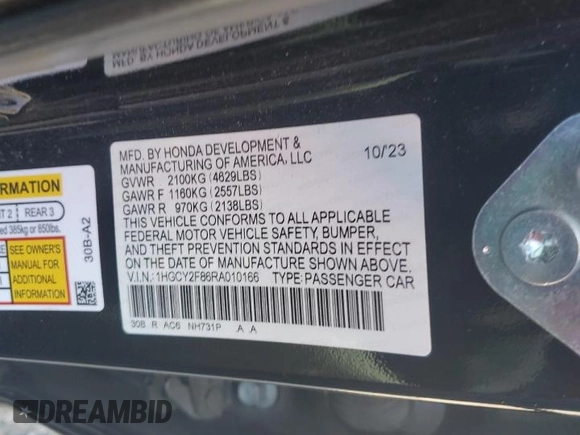 MFD. BY HONDA DEVELOPMENT &
MANUFACTURING OF AMERICA, LLC 10/23
GVWR 2100KG (4629LBS)
GAWR F 1160KG (2557LBS)
GAWR R 970KG (2138LBS)
THIS VEHICLE CONFORMS TO ALL APPLICABLE
FEDERAL MOTOR VEHICLE SAFETY, BUMPER,
AND THEFT PREVENTION STANDARDS IN EFFECT
ON THE DATE OF MANUFACTURE SHOWN ABOVE.
V.I.N.: 1HGCY2F86RA010166 TYPE: PASSENGER CAR
30B R AC6 NH731P .A .A
REAR 3
385kg or 850lbs.
SEE OWNER'S
MANUAL FOR
ADDITIONAL
INFORMATION
30B-A2
DREAMBID